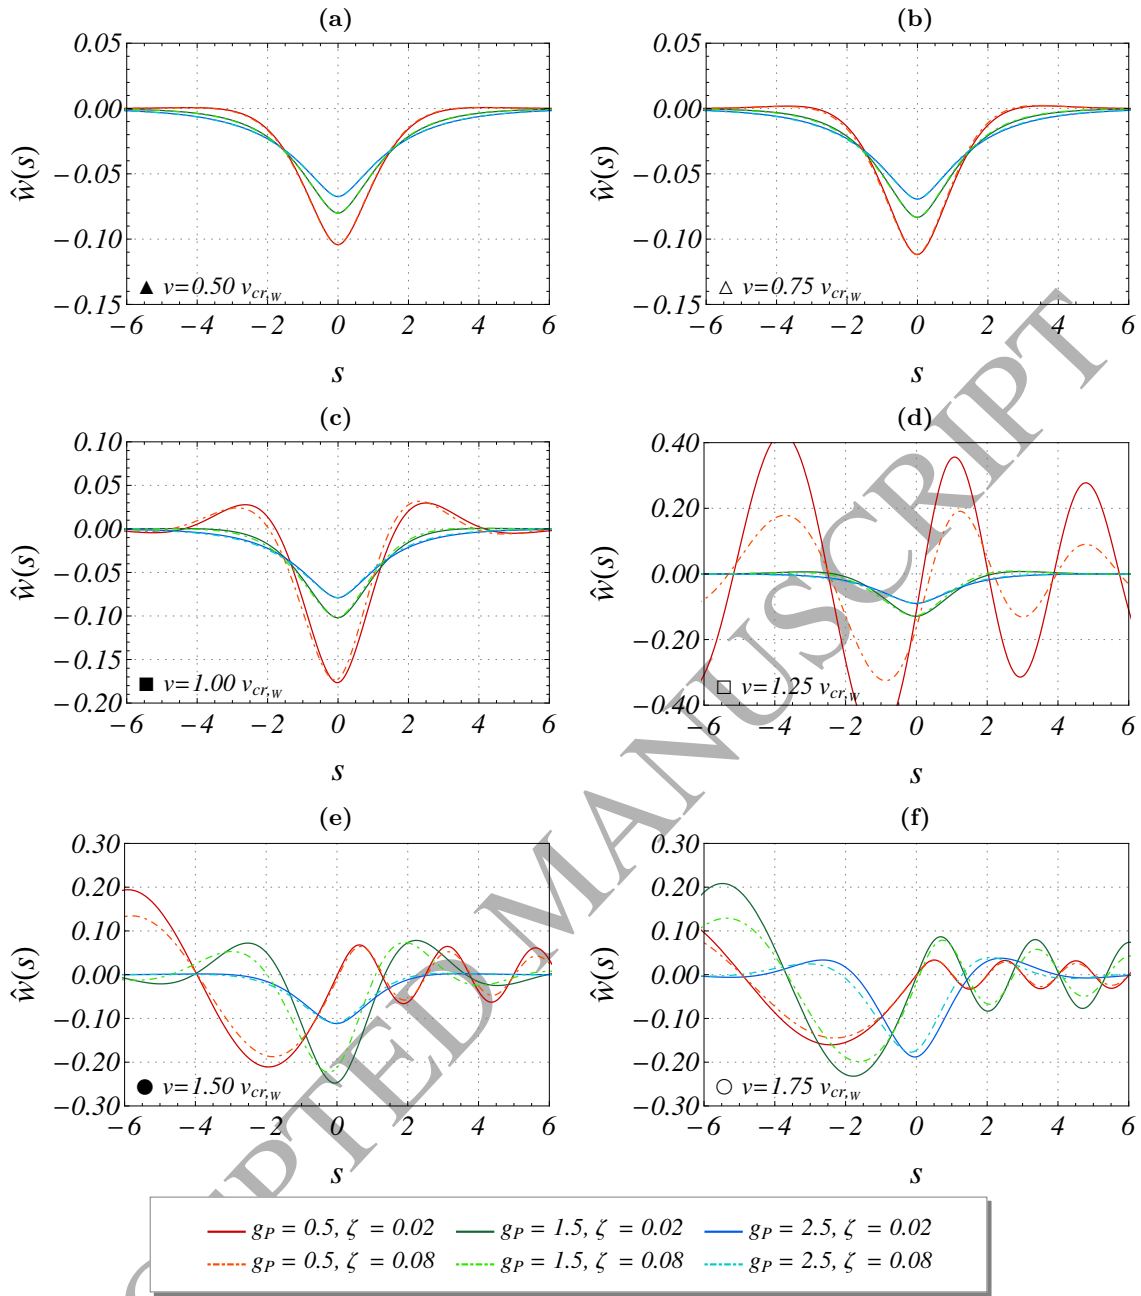 (a) (b)
0.05 0.05
0.00 0.00
−0.05 −0.05
−0.10 −0.10
−0.15 −0.15
ŵ(s) ŵ(s)
▲ v=0.50 v_cr,W △ v=0.75 v_cr,W
−6 −4 −2 0 2 4 6 −6 −4 −2 0 2 4 6
s s
(c) (d)
0.10 0.40
0.05 0.20
0.00 0.00
−0.05 −0.20
−0.10 −0.40
−0.15
−0.20
ŵ(s) ŵ(s)
■ v=1.00 v_cr,W □ v=1.25 v_cr,W
−6 −4 −2 0 2 4 6 −6 −4 −2 0 2 4 6
s s
(e) (f)
0.30 0.30
0.20 0.20
0.10 0.10
0.00 0.00
−0.10 −0.10
−0.20 −0.20
−0.30 −0.30
ŵ(s) ŵ(s)
● v=1.50 v_cr,W ○ v=1.75 v_cr,W
−6 −4 −2 0 2 4 6 −6 −4 −2 0 2 4 6
s s
g_P = 0.5, ζ = 0.02 g_P = 1.5, ζ = 0.02 g_P = 2.5, ζ = 0.02
g_P = 0.5, ζ = 0.08 g_P = 1.5, ζ = 0.08 g_P = 2.5, ζ = 0.08
CEPTED MANUSCRIPT